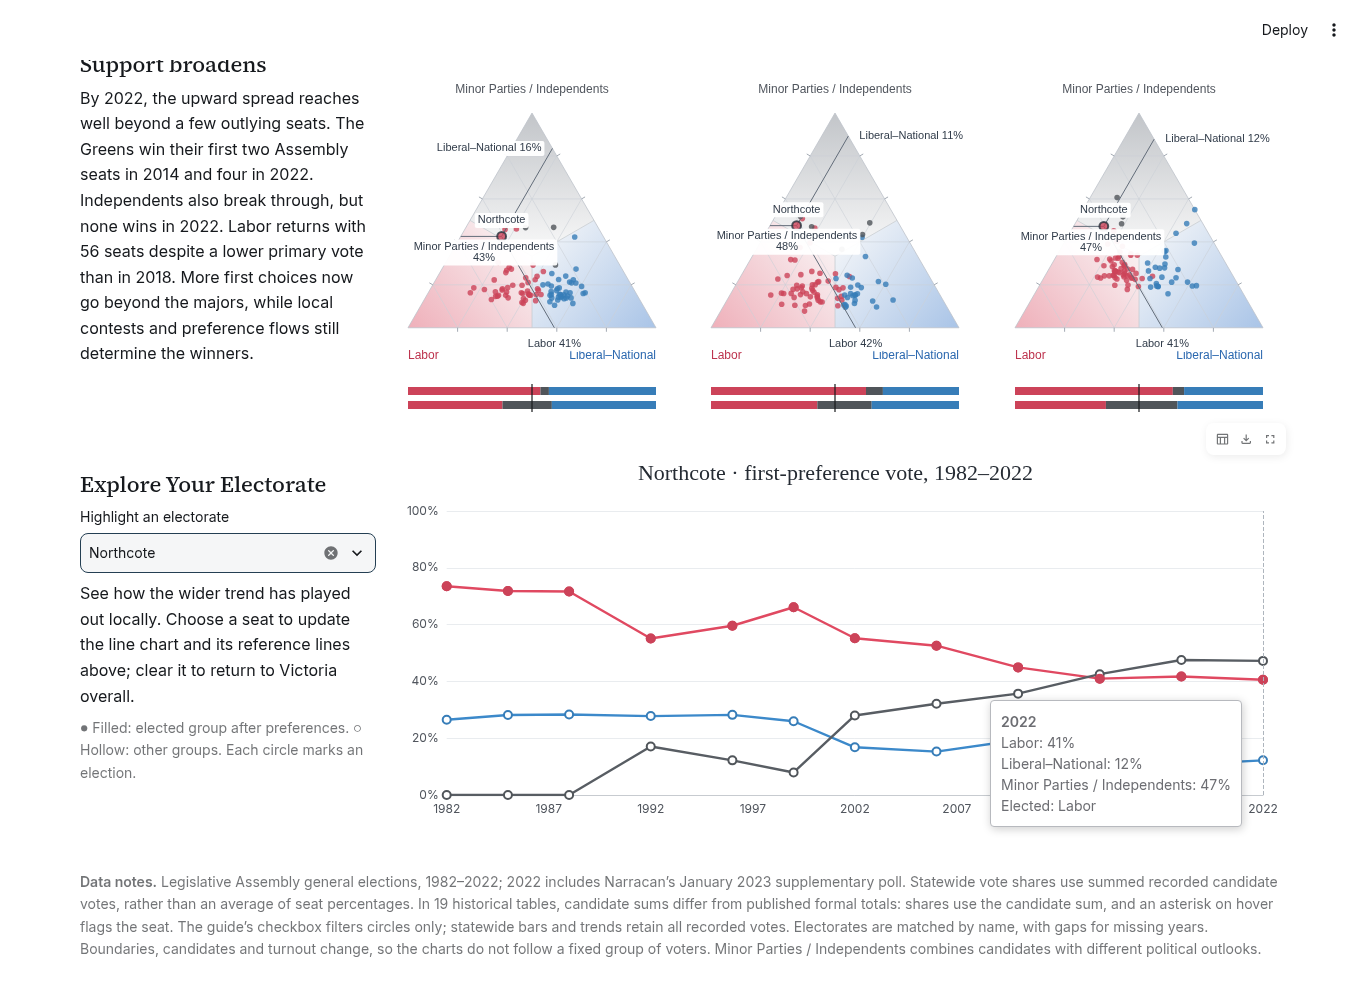 Deploy
Support broadens
By 2022, the upward spread reaches
well beyond a few outlying seats. The
Greens win their first two Assembly
seats in 2014 and four in 2022.
Independents also break through, but
none wins in 2022. Labor returns with
56 seats despite a lower primary vote
than in 2018. More first choices now
go beyond the majors, while local
contests and preference flows still
determine the winners.
Minor Parties / Independents
Liberal–National 16%
Northcote
Minor Parties / Independents
43%
Labor 41%
Labor
Liberal–National
Minor Parties / Independents
Liberal–National 11%
Northcote
Minor Parties / Independents
48%
Labor 42%
Labor
Liberal–National
Minor Parties / Independents
Liberal–National 12%
Northcote
Minor Parties / Independents
47%
Labor 41%
Labor
Liberal–National
Explore Your Electorate
Highlight an electorate
Northcote
See how the wider trend has played
out locally. Choose a seat to update
the line chart and its reference lines
above; clear it to return to Victoria
overall.
● Filled: elected group after preferences. ○
Hollow: other groups. Each circle marks an
election.
Northcote · first-preference vote, 1982–2022
100%
80%
60%
40%
20%
0%
1982
1987
1992
1997
2002
2007
2022
2022
Labor: 41%
Liberal–National: 12%
Minor Parties / Independents: 47%
Elected: Labor
Data notes. Legislative Assembly general elections, 1982–2022; 2022 includes Narracan’s January 2023 supplementary poll. Statewide vote shares use summed recorded candidate
votes, rather than an average of seat percentages. In 19 historical tables, candidate sums differ from published formal totals: shares use the candidate sum, and an asterisk on hover
flags the seat. The guide’s checkbox filters circles only; statewide bars and trends retain all recorded votes. Electorates are matched by name, with gaps for missing years.
Boundaries, candidates and turnout change, so the charts do not follow a fixed group of voters. Minor Parties / Independents combines candidates with different political outlooks.